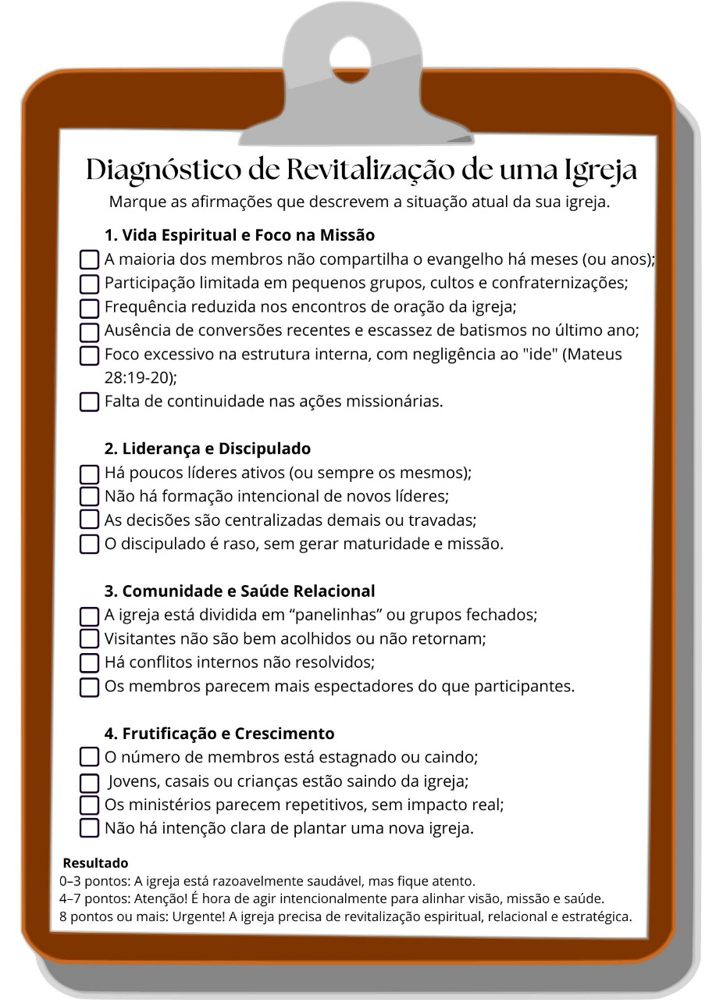 Diagnóstico de Revitalização de uma Igreja
Marque as afirmações que descrevem a situação atual da sua igreja.
1. Vida Espiritual e Foco na Missão
A maioria dos membros não compartilha o evangelho há meses (ou anos);
Participação limitada em pequenos grupos, cultos e confraternizações;
Frequência reduzida nos encontros de oração da igreja;
Ausência de conversões recentes e escassez de batismos no último ano;
Foco excessivo na estrutura interna, com negligência ao "ide" (Mateus
28:19-20);
Falta de continuidade nas ações missionárias.
2. Liderança e Discipulado
Há poucos líderes ativos (ou sempre os mesmos);
Não há formação intencional de novos líderes;
As decisões são centralizadas demais ou travadas;
O discipulado é raso, sem gerar maturidade e missão.
3. Comunidade e Saúde Relacional
A igreja está dividida em “panelinhas” ou grupos fechados;
Visitantes não são bem acolhidos ou não retornam;
Há conflitos internos não resolvidos;
Os membros parecem mais espectadores do que participantes.
4. Frutificação e Crescimento
O número de membros está estagnado ou caindo;
Jovens, casais ou crianças estão saindo da igreja;
Os ministérios parecem repetitivos, sem impacto real;
Não há intenção clara de plantar uma nova igreja.
Resultado
0–3 pontos: A igreja está razoavelmente saudável, mas fique atento.
4–7 pontos: Atenção! É hora de agir intencionalmente para alinhar visão, missão e saúde.
8 pontos ou mais: Urgente! A igreja precisa de revitalização espiritual, relacional e estratégica.